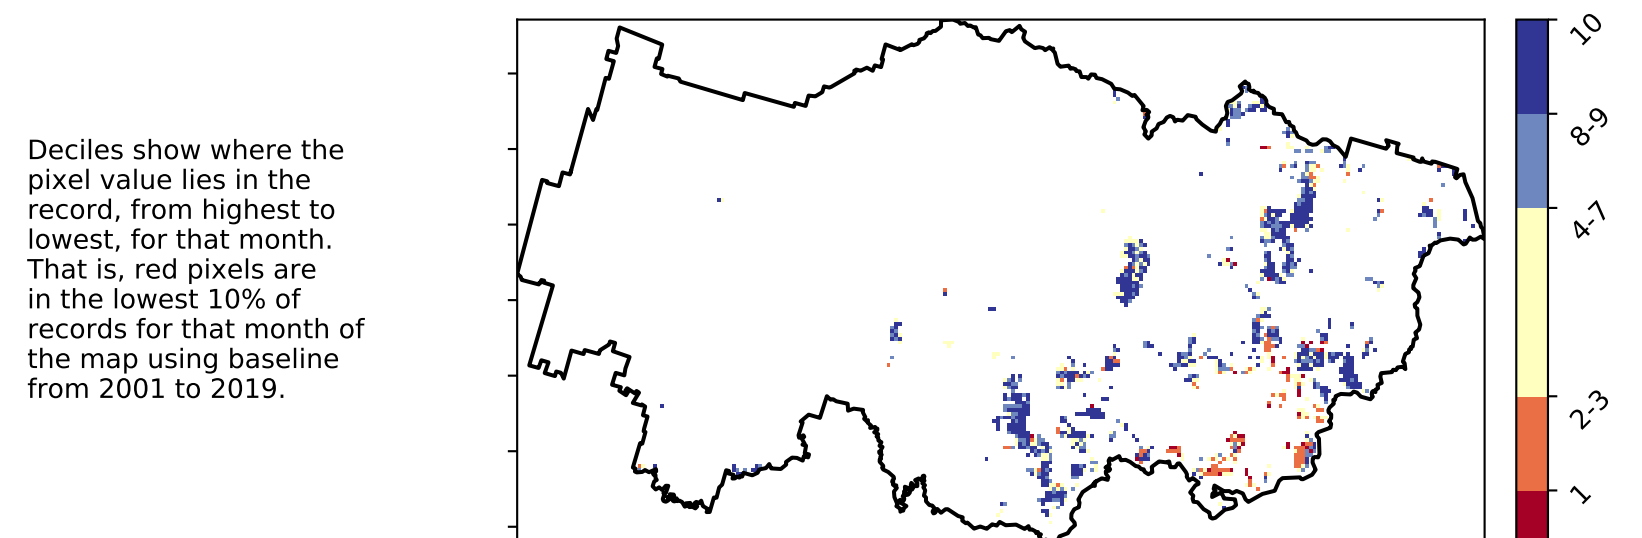 Deciles show where the
pixel value lies in the
record, from highest to
lowest, for that month.
That is, red pixels are
in the lowest 10% of
records for that month of
the map using baseline
from 2001 to 2019.
10
8-9
4-7
2-3
1